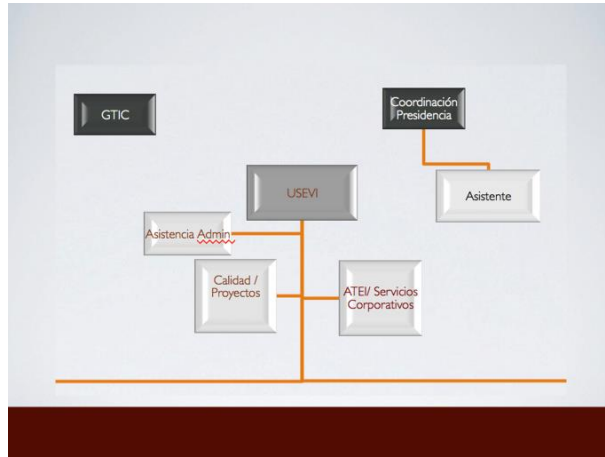 GTIC
Coordinación
Presidencia
USEVI
Asistente
Asistencia Admin
Calidad /
Proyectos
ATEI/ Servicios
Corporativos